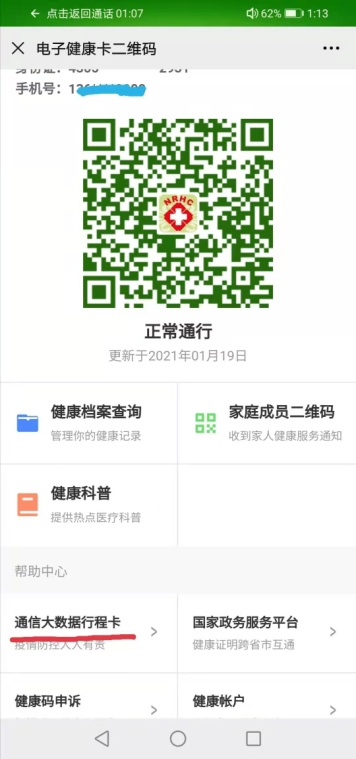 点击返回通话 01:07 62% 1:13
电子健康卡二维码
身份证：4305 2931
手机号：1
NRHC
正常通行
更新于2021年01月19日
健康档案查询 家庭成员二维码
管理你的健康记录 收到家人健康服务通知
健康科普
提供热点医疗科普
帮助中心
通信大数据行程卡 国家政务服务平台
疫情防控人人有责 健康证明跨省市互通
健康码申诉 健康帐户